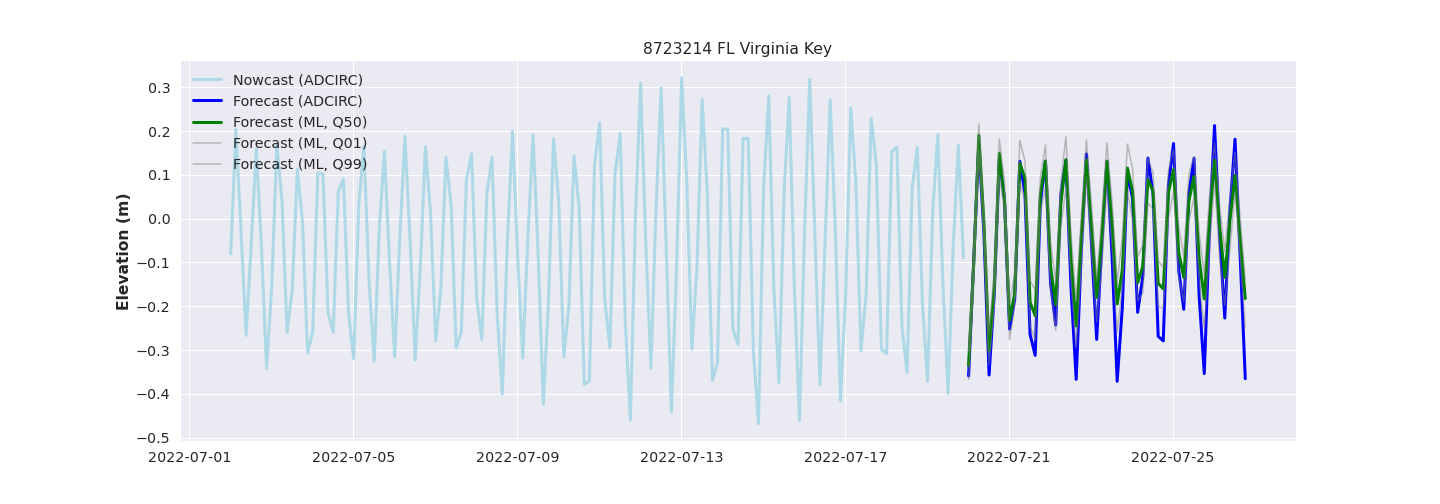 8723214 FL Virginia Key
Nowcast (ADCIRC)
Forecast (ADCIRC)
Forecast (ML, Q50)
Forecast (ML, Q01)
Forecast (ML, Q99)
Elevation (m)
0.3
0.2
0.1
0.0
−0.1
−0.2
−0.3
−0.4
−0.5
2022-07-01 2022-07-05 2022-07-09 2022-07-13 2022-07-17 2022-07-21 2022-07-25